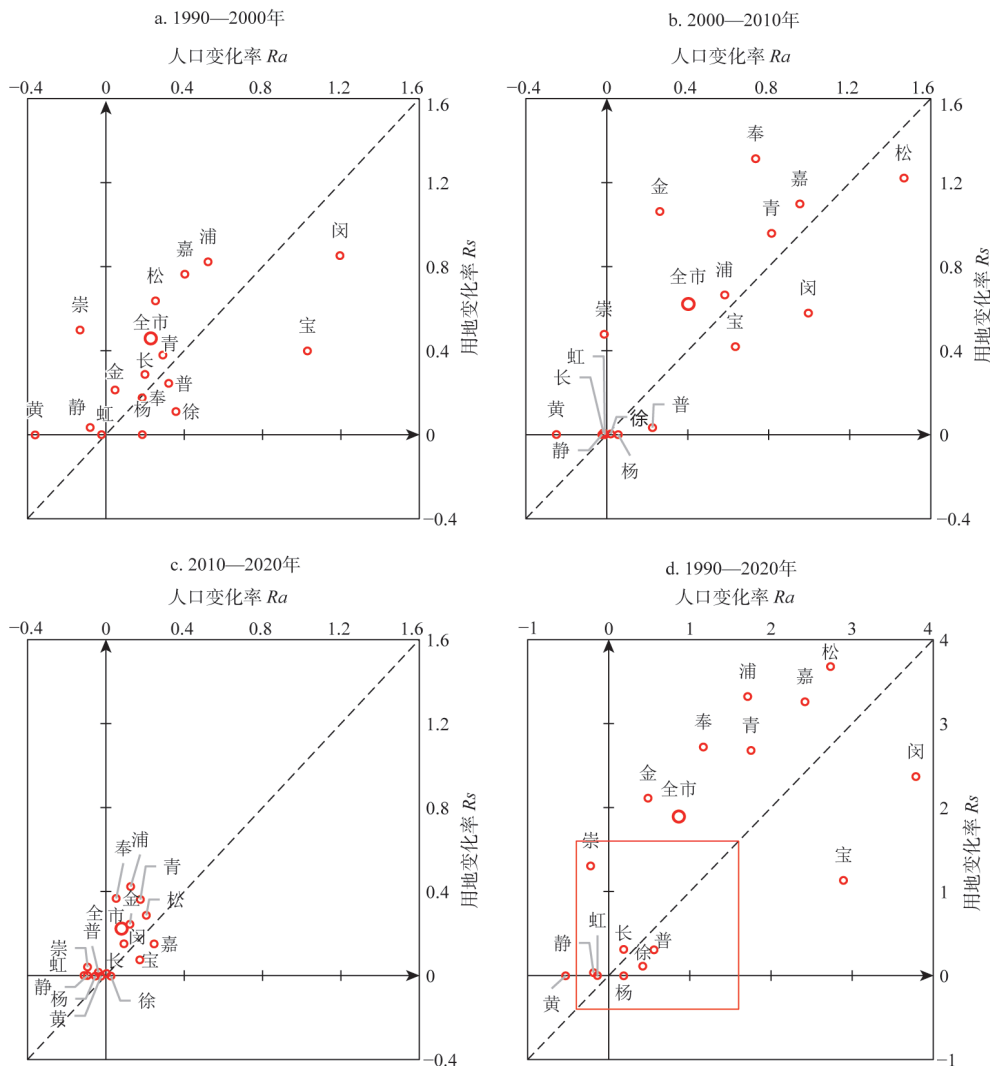 a. 1990—2000年
人口变化率 Ra
−0.4 0 0.4 0.8 1.2 1.6
1.6
1.2
0.8
0.4
0
−0.4
用地变化率 Rs
闵
浦
嘉
松
崇
全市
宝
青
长
金
普
奉
黄
静
虹
杨
徐
b. 2000—2010年
人口变化率 Ra
−0.4 0 0.4 0.8 1.2 1.6
1.6
1.2
0.8
0.4
0
−0.4
用地变化率 Rs
奉
松
金
嘉
青
全市
浦
闵
崇
宝
虹
长
黄
徐
普
静
杨
c. 2010—2020年
人口变化率 Ra
−0.4 0 0.4 0.8 1.2 1.6
1.6
1.2
0.8
0.4
0
−0.4
用地变化率 Rs
奉
浦
青
金
松
全市
普
闵
嘉
崇
虹
长
宝
静
杨
徐
黄
d. 1990—2020年
人口变化率 Ra
−1 0 1 2 3 4
4
3
2
1
0
−1
用地变化率 Rs
松
浦
嘉
奉
青
闵
金
全市
崇
宝
虹
静
长
普
徐
黄
杨